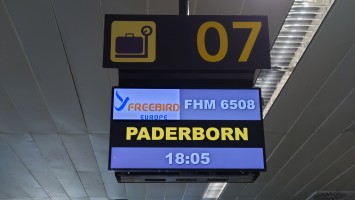 07
FREEBIRD FHM 6508
EUROPE
PADERBORN
18:05